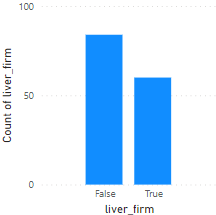 Count of liver_firm
100
50
0
False True
liver_firm